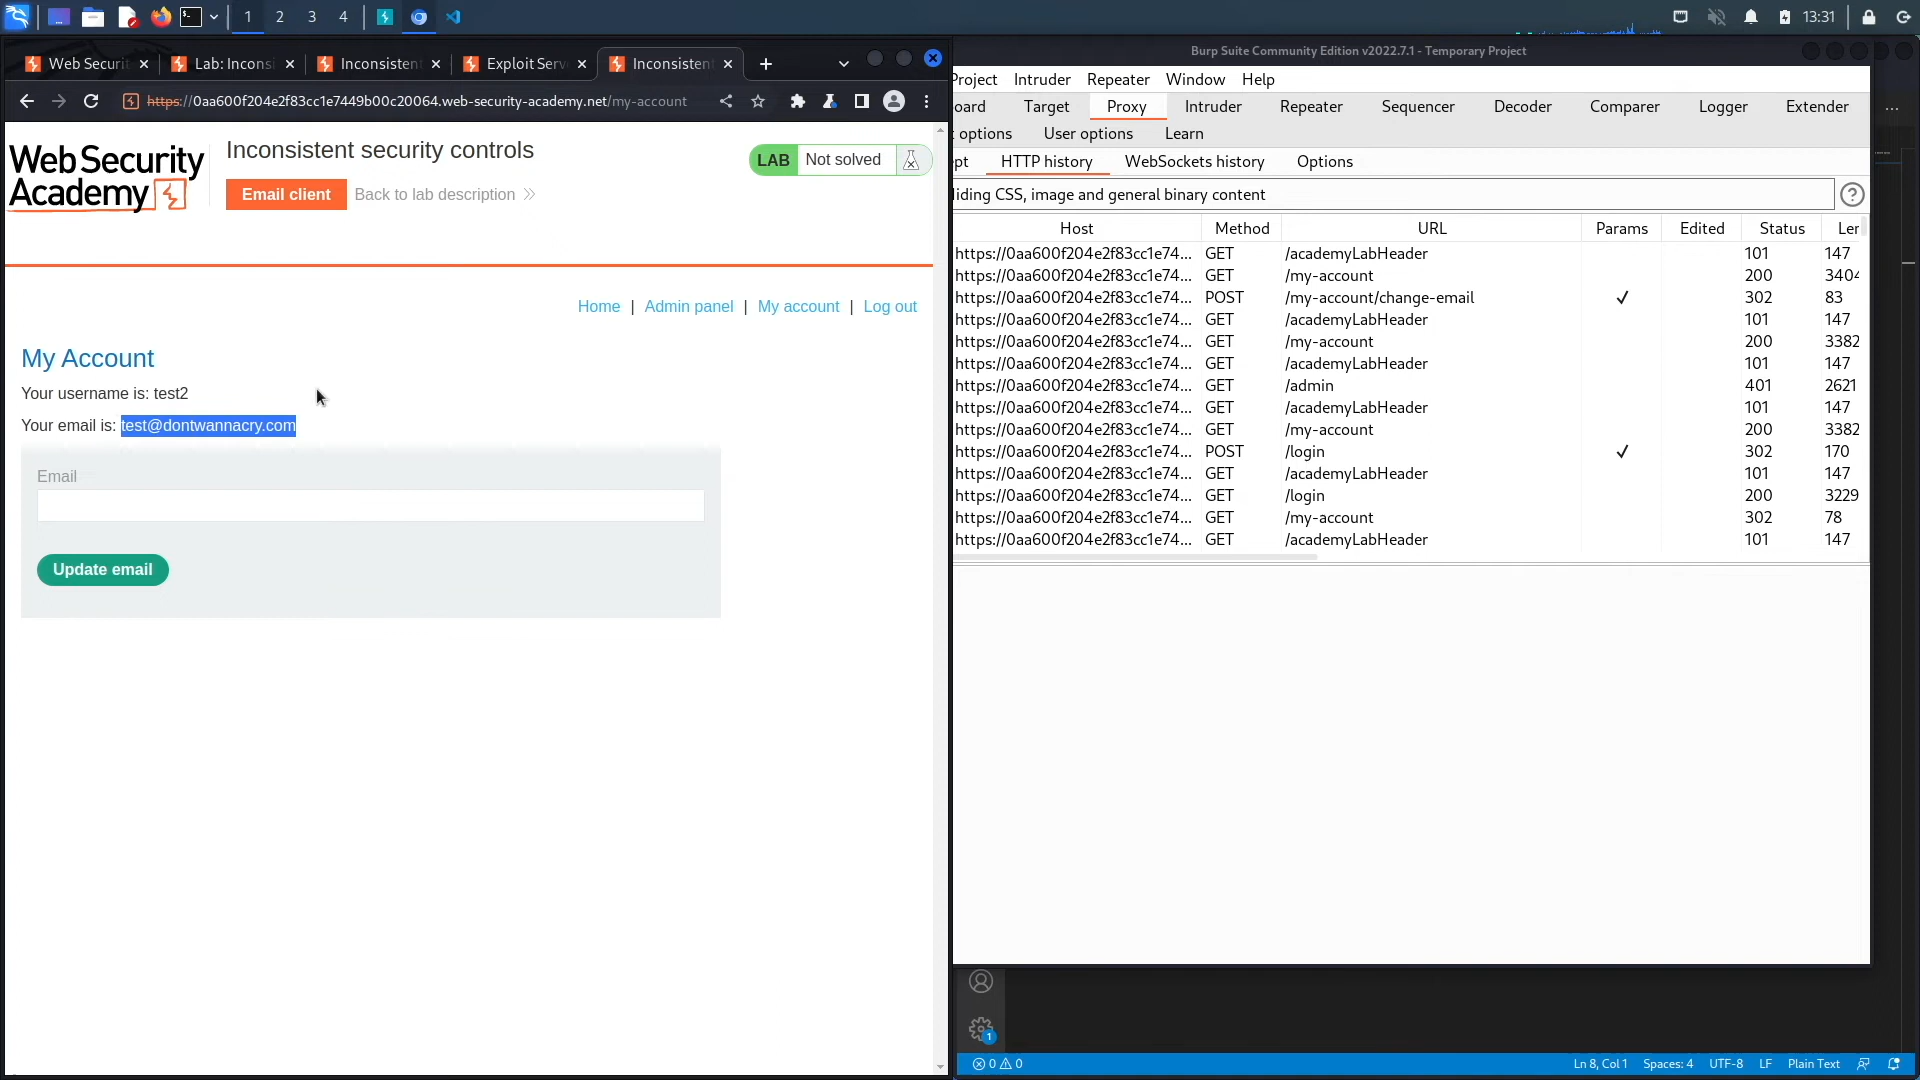 1 2 3 4 13:31
Web Securi
Lab: Inconsi
Inconsistent
Exploit Serve
Inconsistent
https://0aa600f204e2f83cc1e7449b00c20064.web-security-academy.net/my-account
Web Security
Academy
Inconsistent security controls
LAB Not solved
Email client
Back to lab description
Home | Admin panel | My account | Log out
My Account
Your username is: test2
Your email is: test@dontwannacry.com
Email
Update email
Burp Suite Community Edition v2022.7.1 - Temporary Project
Project Intruder Repeater Window Help
oard Target Proxy Intruder Repeater Sequencer Decoder Comparer Logger Extender
t options User options Learn
ept HTTP history WebSockets history Options
liding CSS, image and general binary content
Host Method URL Params Edited Status Ler
https://0aa600f204e2f83cc1e74... GET /academyLabHeader 101 147
https://0aa600f204e2f83cc1e74... GET /my-account 200 3404
https://0aa600f204e2f83cc1e74... POST /my-account/change-email ✓ 302 83
https://0aa600f204e2f83cc1e74... GET /academyLabHeader 101 147
https://0aa600f204e2f83cc1e74... GET /my-account 200 3382
https://0aa600f204e2f83cc1e74... GET /academyLabHeader 101 147
https://0aa600f204e2f83cc1e74... GET /admin 401 2621
https://0aa600f204e2f83cc1e74... GET /academyLabHeader 101 147
https://0aa600f204e2f83cc1e74... GET /my-account 200 3382
https://0aa600f204e2f83cc1e74... POST /login ✓ 302 170
https://0aa600f204e2f83cc1e74... GET /academyLabHeader 101 147
https://0aa600f204e2f83cc1e74... GET /login 200 3229
https://0aa600f204e2f83cc1e74... GET /my-account 302 78
https://0aa600f204e2f83cc1e74... GET /academyLabHeader 101 147
1
0 0 Ln 8, Col 1 Spaces: 4 UTF-8 LF Plain Text